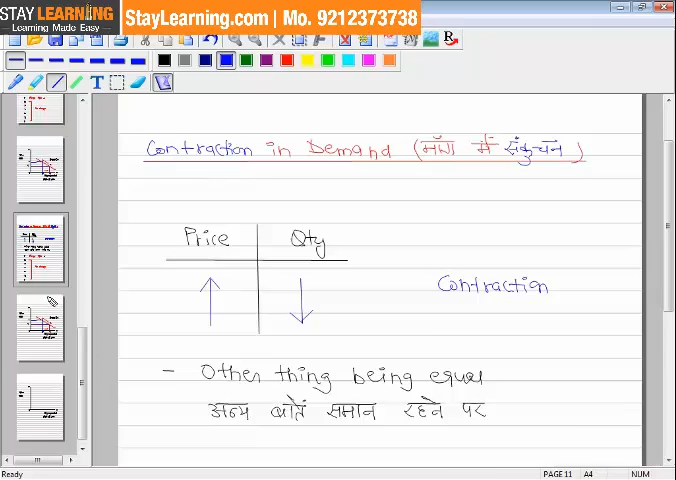 STAY LEARNING
Learning Made Easy
StayLearning.com | Mo. 9212373738
Contraction in Demand (मांग में संकुचन)
Price Qty
Contraction
- Other thing being equal
अन्य बातें समान रहने पर
Ready
PAGE 11 A4